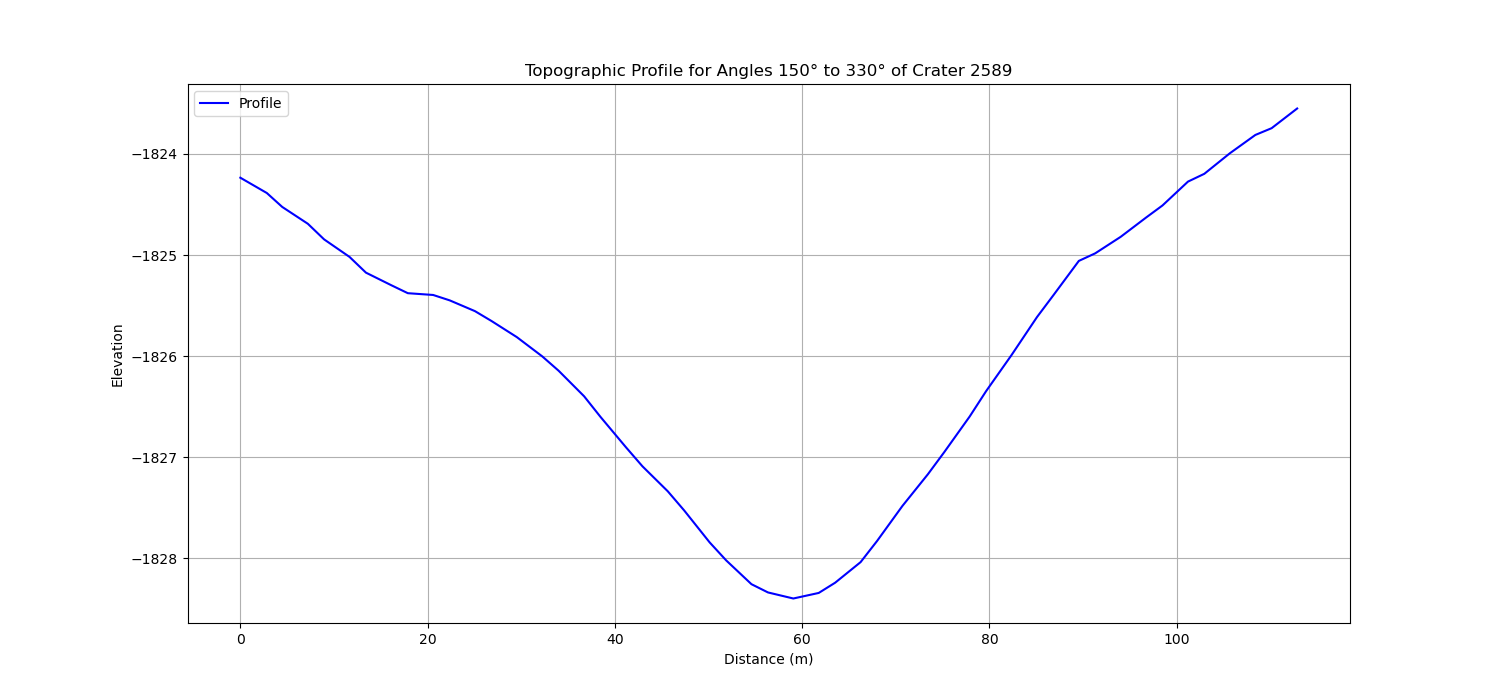 Topographic Profile for Angles 150° to 330° of Crater 2589
Profile
−1824
−1825
−1826
−1827
−1828
Elevation
0 20 40 60 80 100
Distance (m)